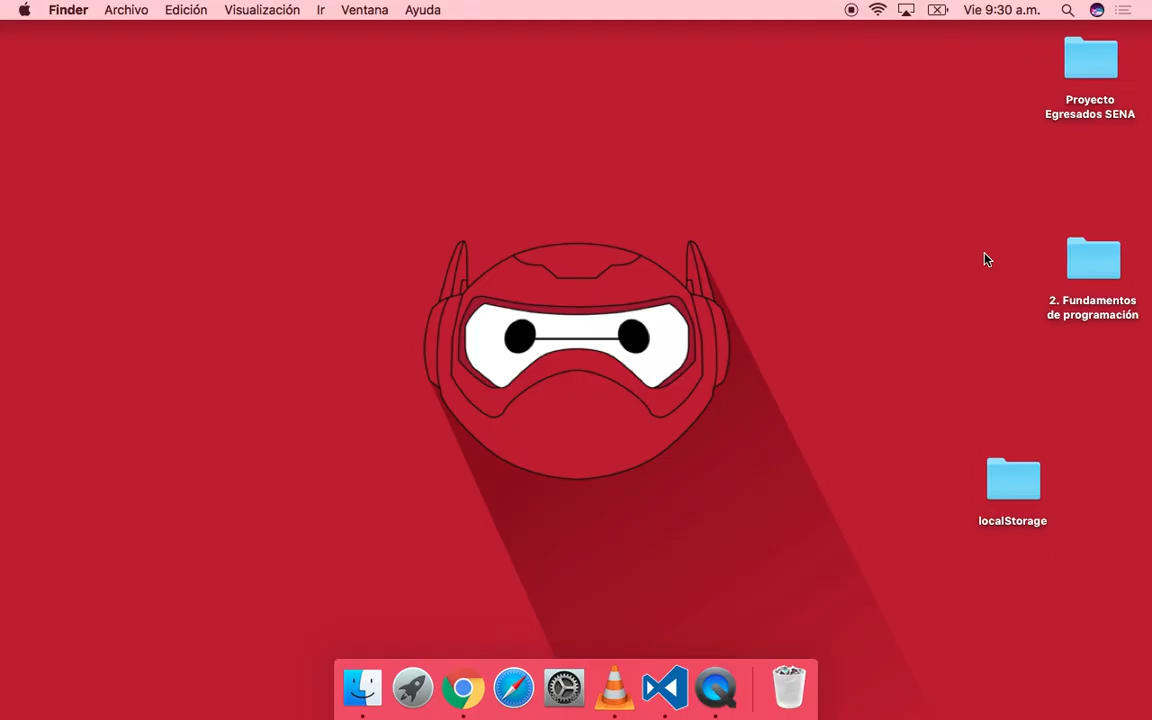 Finder Archivo Edición Visualización Ir Ventana Ayuda Vie 9:30 a.m.
Proyecto
Egresados SENA
2. Fundamentos
de programación
localStorage